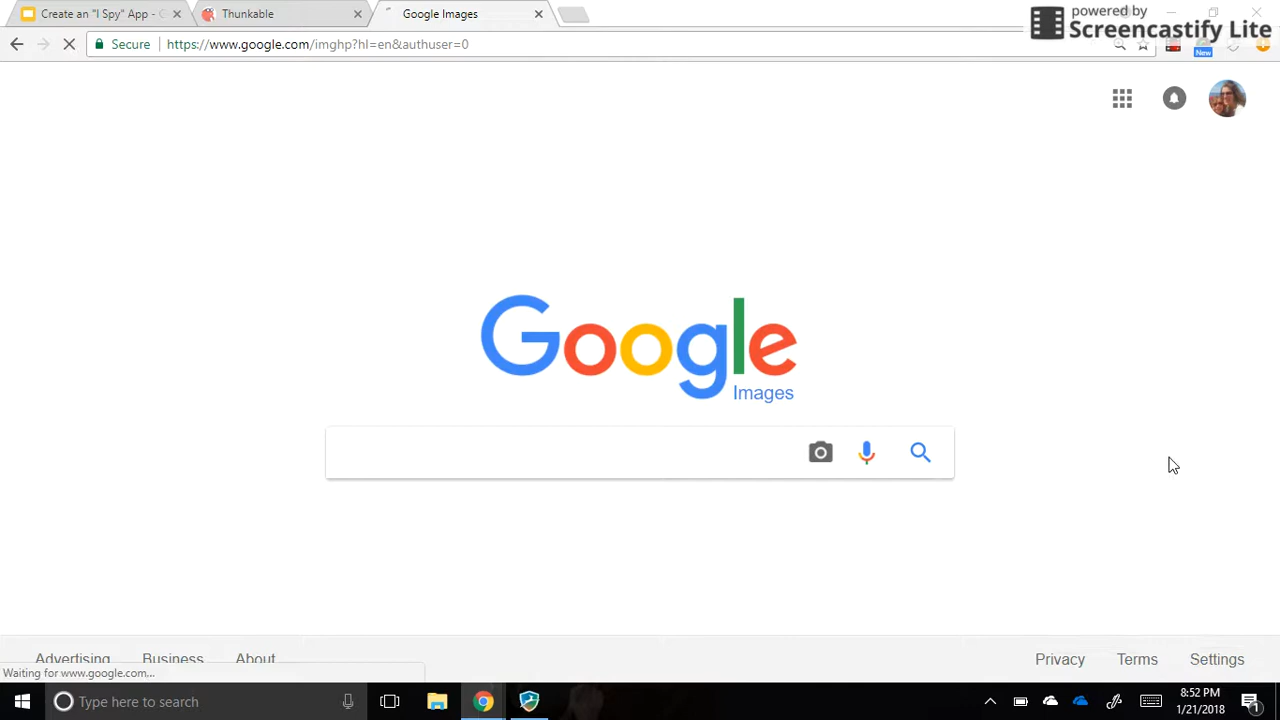 Create an "I Spy" App - G
Thunkable
Google Images
powered by
Screencastify Lite
Secure
https://www.google.com/imghp?hl=en&authuser=0
New
Google
Images
Advertising
Business
About
Privacy
Terms
Settings
Waiting for www.google.com...
Type here to search
8:52 PM
1/21/2018
1